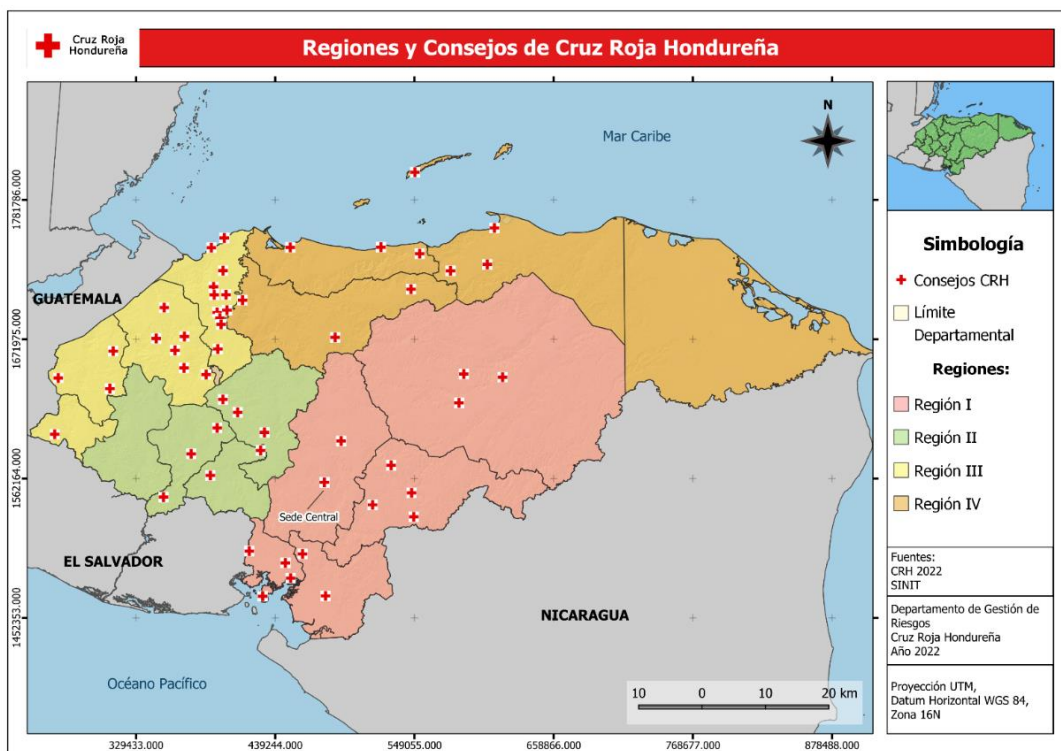 Cruz Roja
Hondureña
Regiones y Consejos de Cruz Roja Hondureña
N
Mar Caribe
GUATEMALA
EL SALVADOR
NICARAGUA
Océano Pacífico
Sede Central
1781786.000
1671975.000
1562164.000
1452353.000
329433.000
439244.000
549055.000
658866.000
768677.000
878488.000
10 0 10 20 km
Simbología
Consejos CRH
Límite
Departamental
Regiones:
Región I
Región II
Región III
Región IV
Fuentes:
CRH 2022
SINIT
Departamento de Gestión de
Riesgos
Cruz Roja Hondureña
Año 2022
Proyección UTM,
Datum Horizontal WGS 84,
Zona 16N